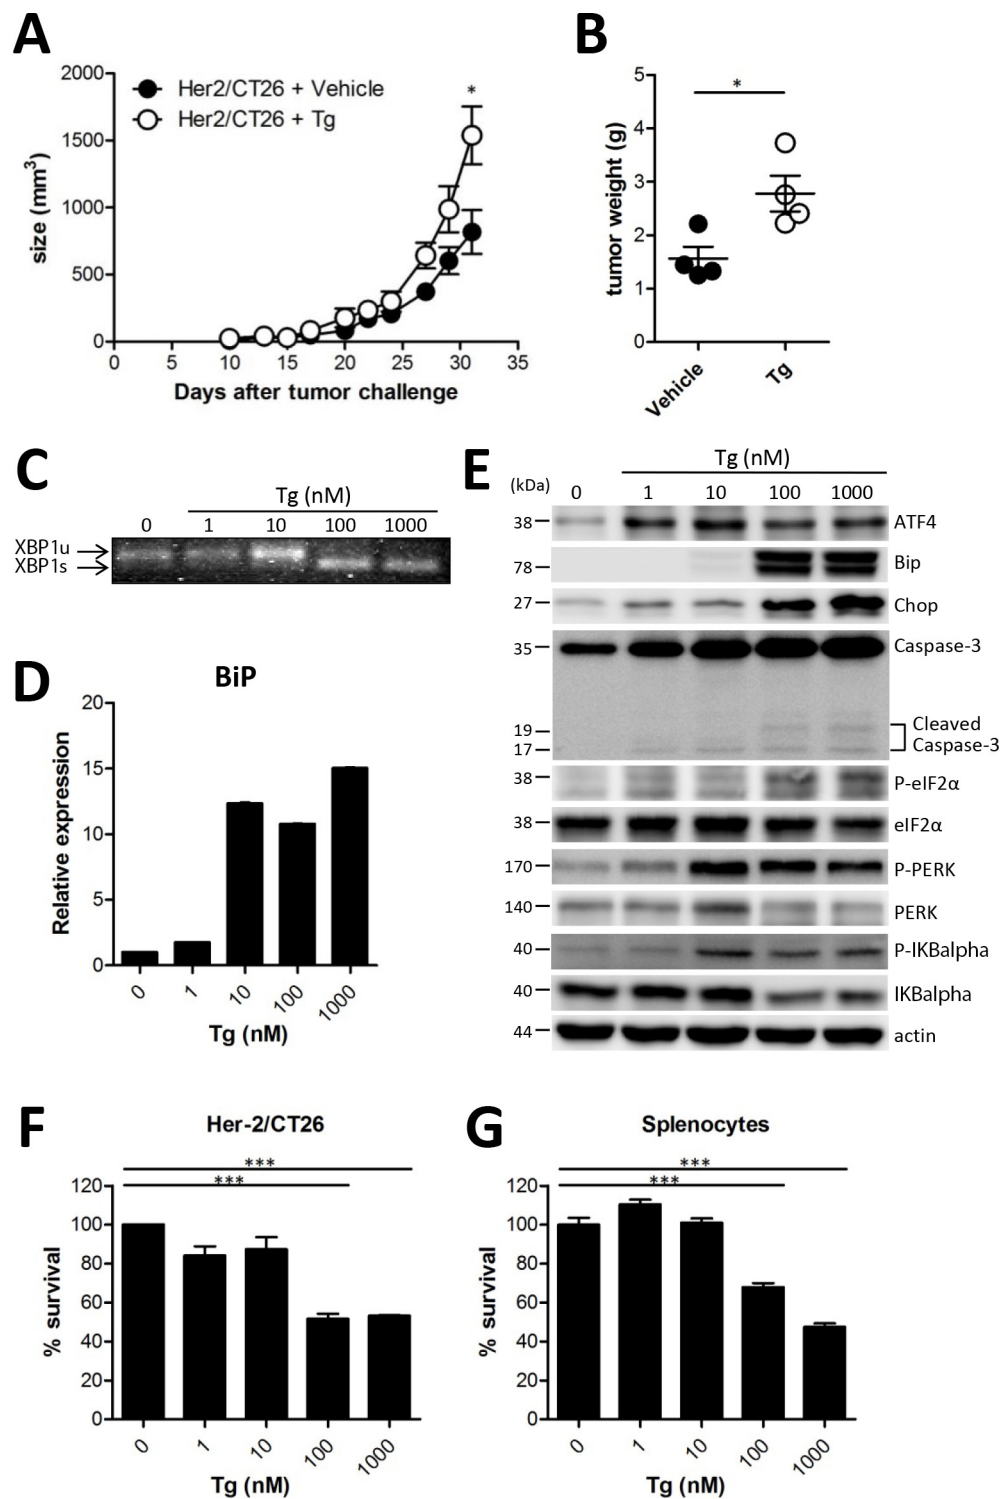 A
2000
1500
1000
500
0
size (mm³)
Her2/CT26 + Vehicle
Her2/CT26 + Tg
*
0 5 10 15 20 25 30 35
Days after tumor challenge
B
5
4
3
2
1
0
tumor weight (g)
*
Vehicle
Tg
C
Tg (nM)
0 1 10 100 1000
XBP1u
XBP1s
D
BiP
20
15
10
5
0
Relative expression
0 1 10 100 1000
Tg (nM)
E
Tg (nM)
(kDa) 0 1 10 100 1000
38 ATF4
78 Bip
27 Chop
35 Caspase-3
19 Cleaved
17 Caspase-3
38 P-eIF2α
38 eIF2α
170 P-PERK
140 PERK
40 P-IKBalpha
40 IKBalpha
44 actin
F
Her-2/CT26
***
***
120
100
80
60
40
20
0
% survival
0 1 10 100 1000
Tg (nM)
G
Splenocytes
***
***
120
100
80
60
40
20
0
% survival
0 1 10 100 1000
Tg (nM)